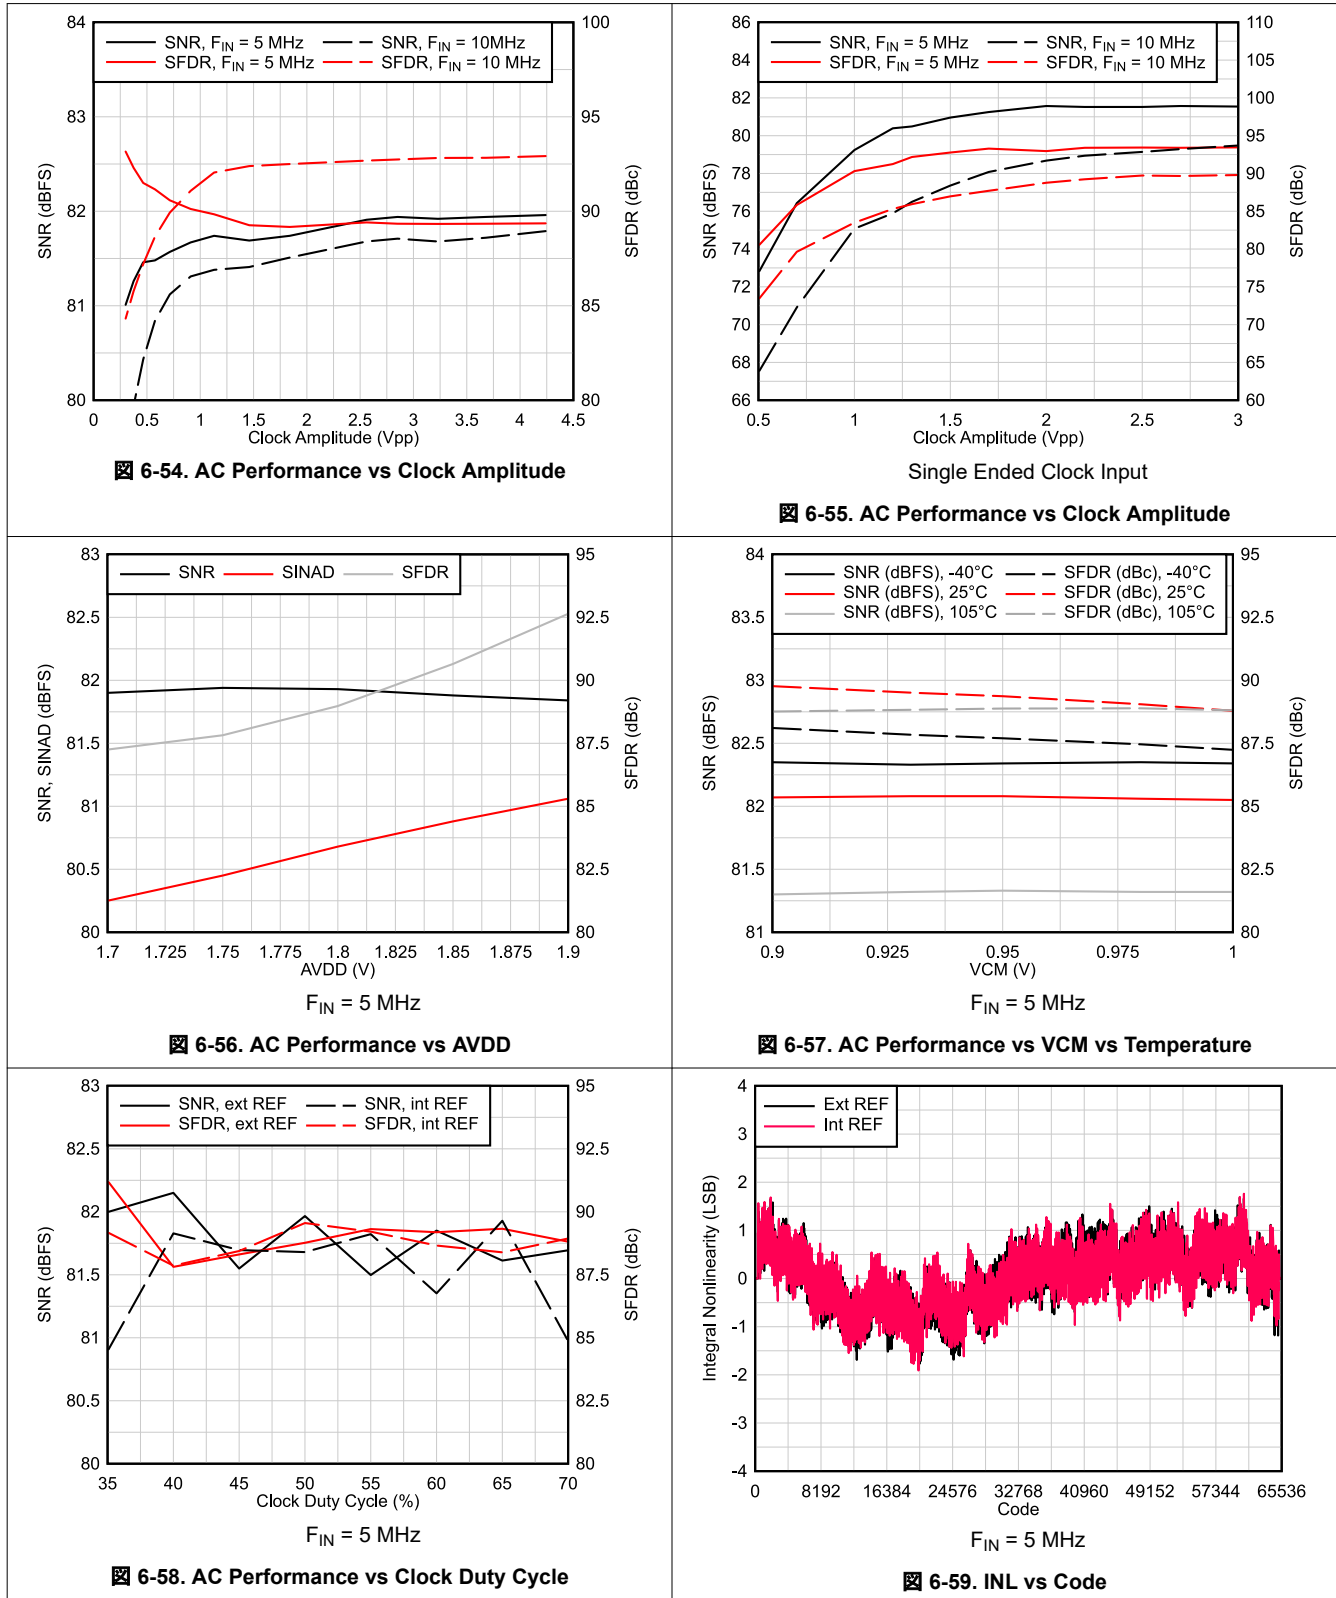 84
83
82
81
80
SNR (dBFS)
SNR, FIN = 5 MHz
SNR, FIN = 10MHz
SFDR, FIN = 5 MHz
SFDR, FIN = 10 MHz
100
95
90
85
80
SFDR (dBc)
0 0.5 1 1.5 2 2.5 3 3.5 4 4.5
Clock Amplitude (Vpp)
図 6-54. AC Performance vs Clock Amplitude
86
84
82
80
78
76
74
72
70
68
66
SNR (dBFS)
SNR, FIN = 5 MHz
SNR, FIN = 10 MHz
SFDR, FIN = 5 MHz
SFDR, FIN = 10 MHz
110
105
100
95
90
85
80
75
70
65
60
SFDR (dBc)
0.5 1 1.5 2 2.5 3
Clock Amplitude (Vpp)
Single Ended Clock Input
図 6-55. AC Performance vs Clock Amplitude
83
82.5
82
81.5
81
80.5
80
SNR, SINAD (dBFS)
SNR SINAD SFDR
95
92.5
90
87.5
85
82.5
80
SFDR (dBc)
1.7 1.725 1.75 1.775 1.8 1.825 1.85 1.875 1.9
AVDD (V)
FIN = 5 MHz
図 6-56. AC Performance vs AVDD
84
83.5
83
82.5
82
81.5
81
SNR (dBFS)
SNR (dBFS), -40°C
SFDR (dBc), -40°C
SNR (dBFS), 25°C
SFDR (dBc), 25°C
SNR (dBFS), 105°C
SFDR (dBc), 105°C
95
92.5
90
87.5
85
82.5
80
SFDR (dBc)
0.9 0.925 0.95 0.975 1
VCM (V)
FIN = 5 MHz
図 6-57. AC Performance vs VCM vs Temperature
83
82.5
82
81.5
81
80.5
80
SNR (dBFS)
SNR, ext REF
SNR, int REF
SFDR, ext REF
SFDR, int REF
95
92.5
90
87.5
85
82.5
80
SFDR (dBc)
35 40 45 50 55 60 65 70
Clock Duty Cycle (%)
FIN = 5 MHz
図 6-58. AC Performance vs Clock Duty Cycle
4
3
2
1
0
-1
-2
-3
-4
Integral Nonlinearity (LSB)
Ext REF
Int REF
0 8192 16384 24576 32768 40960 49152 57344 65536
Code
FIN = 5 MHz
図 6-59. INL vs Code